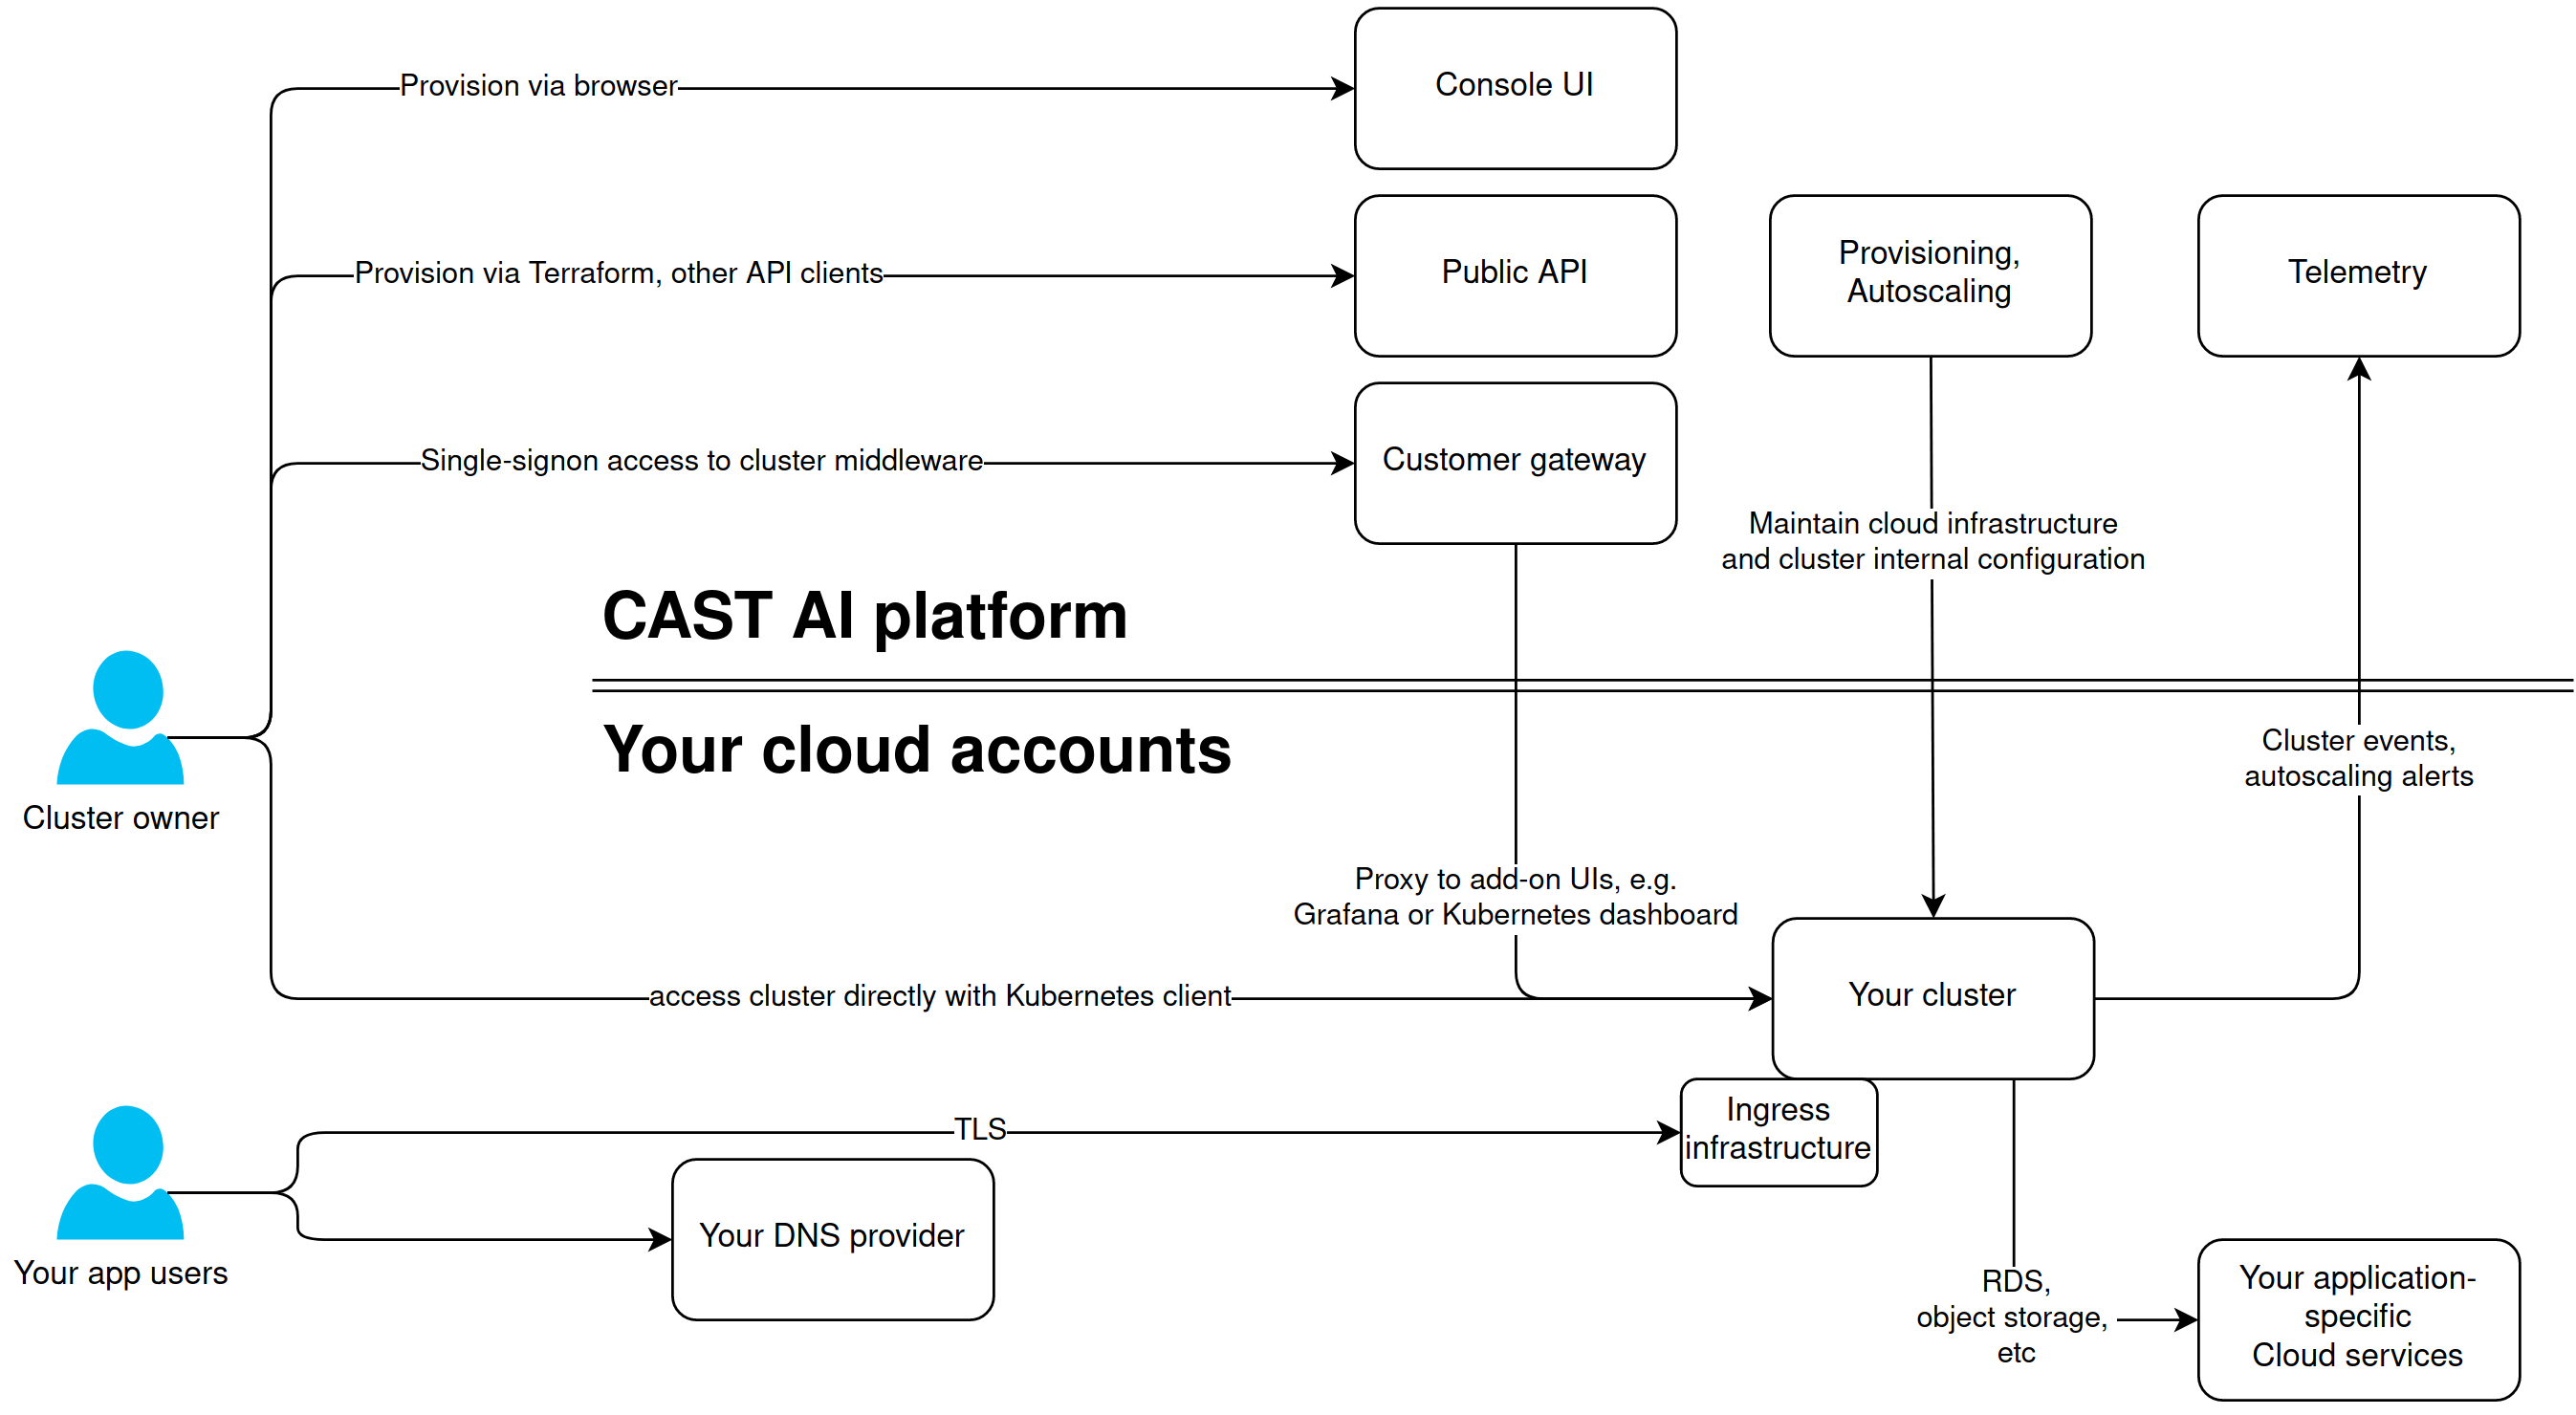 Provision via browser
Console UI
Provision via Terraform, other API clients
Public API
Provisioning,
Autoscaling
Telemetry
Single-signon access to cluster middleware
Customer gateway
Maintain cloud infrastructure
and cluster internal configuration
CAST AI platform
Your cloud accounts
Cluster events,
autoscaling alerts
Cluster owner
Proxy to add-on UIs, e.g.
Grafana or Kubernetes dashboard
access cluster directly with Kubernetes client
Your cluster
TLS
Ingress
infrastructure
Your DNS provider
Your app users
RDS,
object storage,
etc
Your application-
specific
Cloud services